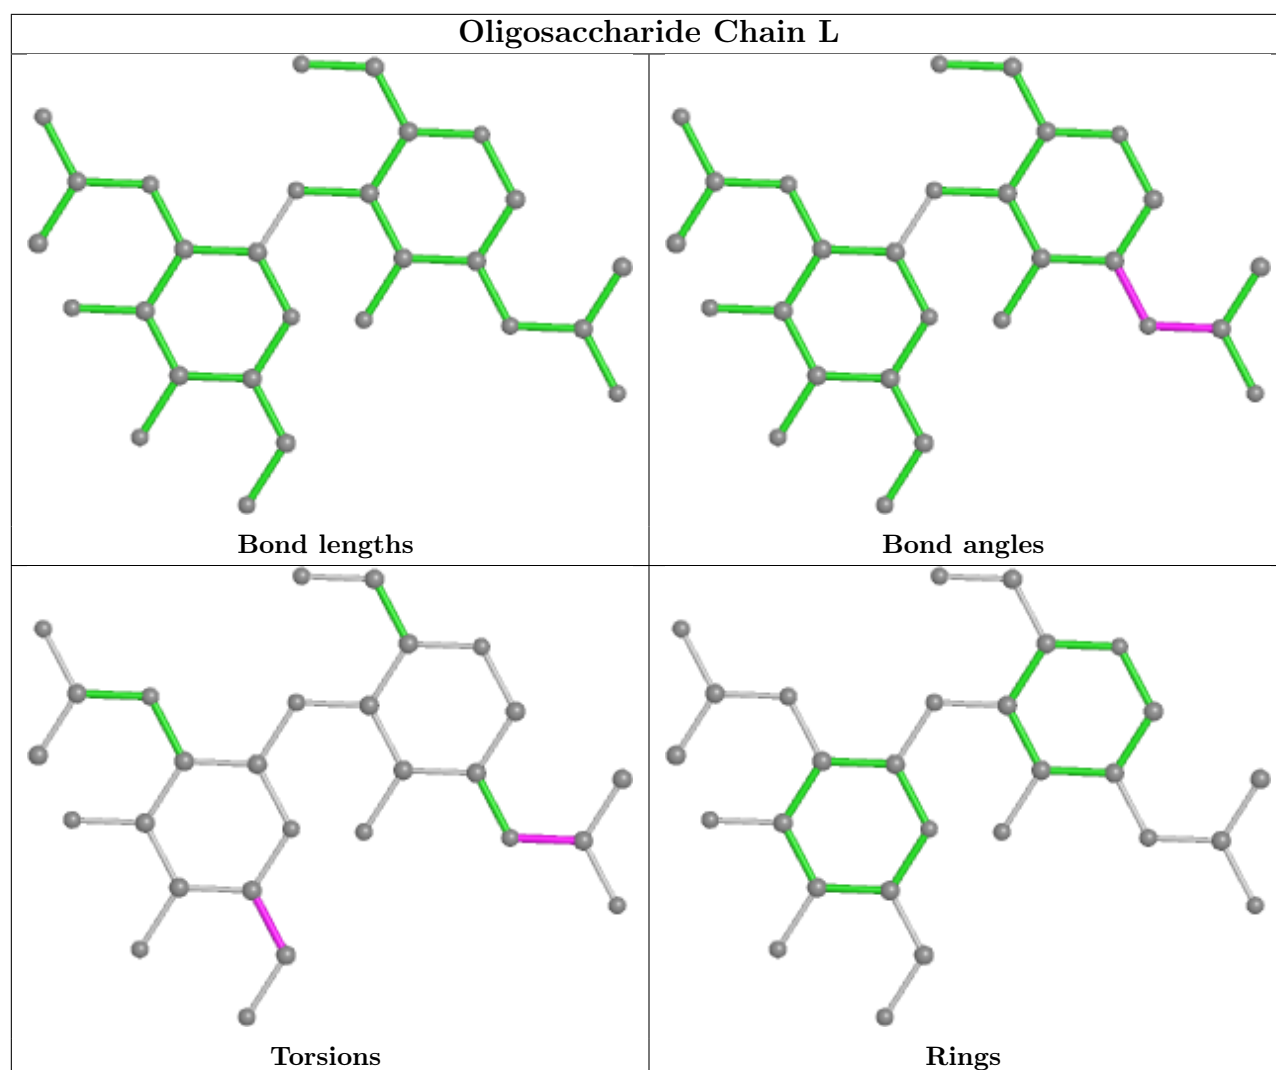 Oligosaccharide Chain L
Bond lengths
Bond angles
Torsions
Rings